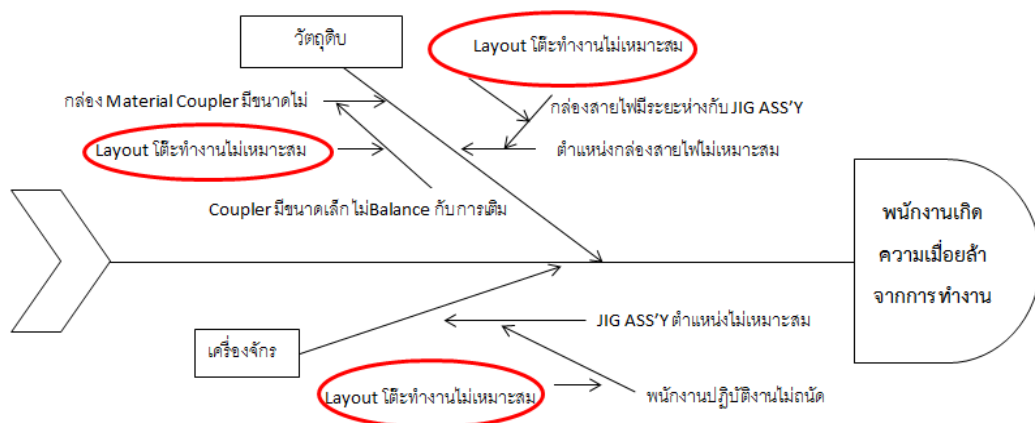 วัตถุดิบ
Layout โต๊ะทำงานไม่เหมาะสม
กล่อง Material Coupler มีขนาดไม่
กล่องสายไฟมีระยะห่างกับ JIG ASS'Y
Layout โต๊ะทำงานไม่เหมาะสม
ตำแหน่งกล่องสายไฟไม่เหมาะสม
Coupler มีขนาดเล็ก ไม่Balance กับการเติม
พนักงานเกิด
ความเมื่อยล้า
จากการทำงาน
JIG ASS'Y ตำแหน่งไม่เหมาะสม
เครื่องจักร
Layout โต๊ะทำงานไม่เหมาะสม
พนักงานปฏิบัติงานไม่ถนัด